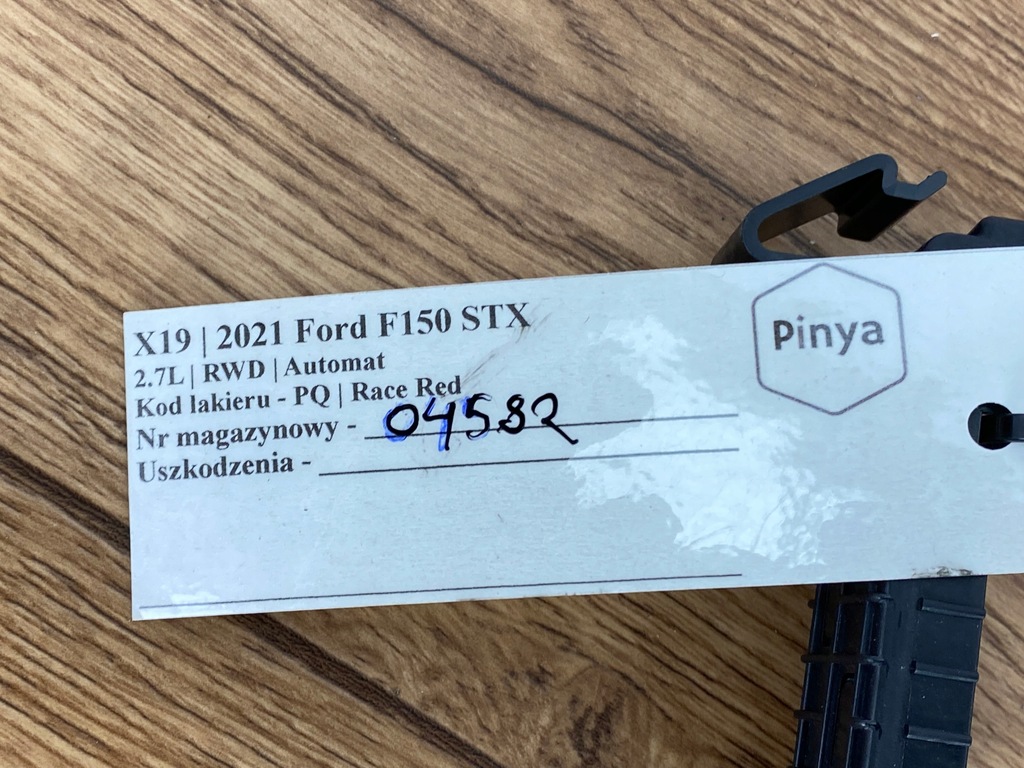 X19 | 2021 Ford F150 STX
2.7L | RWD | Automat
Kod lakieru - PQ | Race Red
Nr magazynowy - 04582
Uszkodzenia -
Pinya